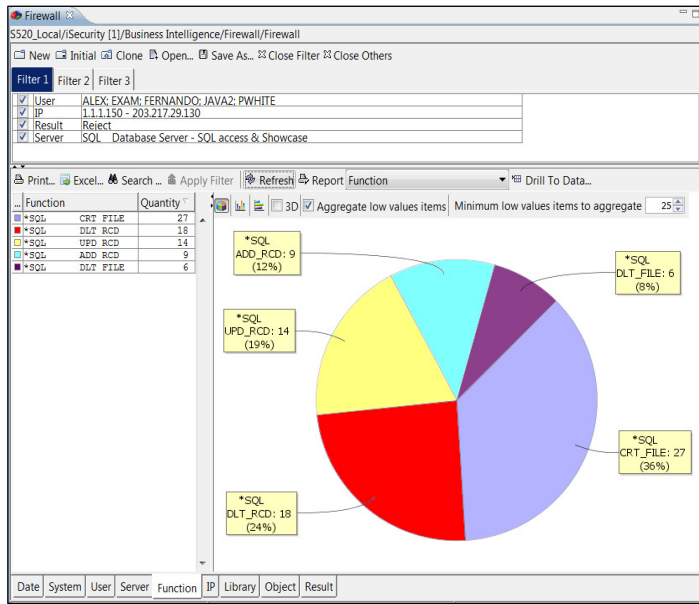 Firewall
S520_Local/iSecurity [1]/Business Intelligence/Firewall/Firewall
New Initial Clone Open... Save As... Close Filter Close Others
Filter 1 Filter 2 Filter 3
User ALEX; EXAM; FERNANDO; JAVA2; PWHITE
IP 1.1.1.150 - 203.217.29.130
Result Reject
Server SQL Database Server - SQL access & Showcase
Print... Excel... Search ... Apply Filter Refresh Report Function Drill To Data...
... Function Quantity
*SQL CRT FILE 27
*SQL DLT RCD 18
*SQL UPD RCD 14
*SQL ADD RCD 9
*SQL DLT FILE 6
3D Aggregate low values items Minimum low values items to aggregate 25
*SQL
ADD_RCD: 9
(12%)
*SQL
DLT_FILE: 6
(8%)
*SQL
UPD_RCD: 14
(19%)
*SQL
CRT_FILE: 27
(36%)
*SQL
DLT_RCD: 18
(24%)
Date System User Server Function IP Library Object Result